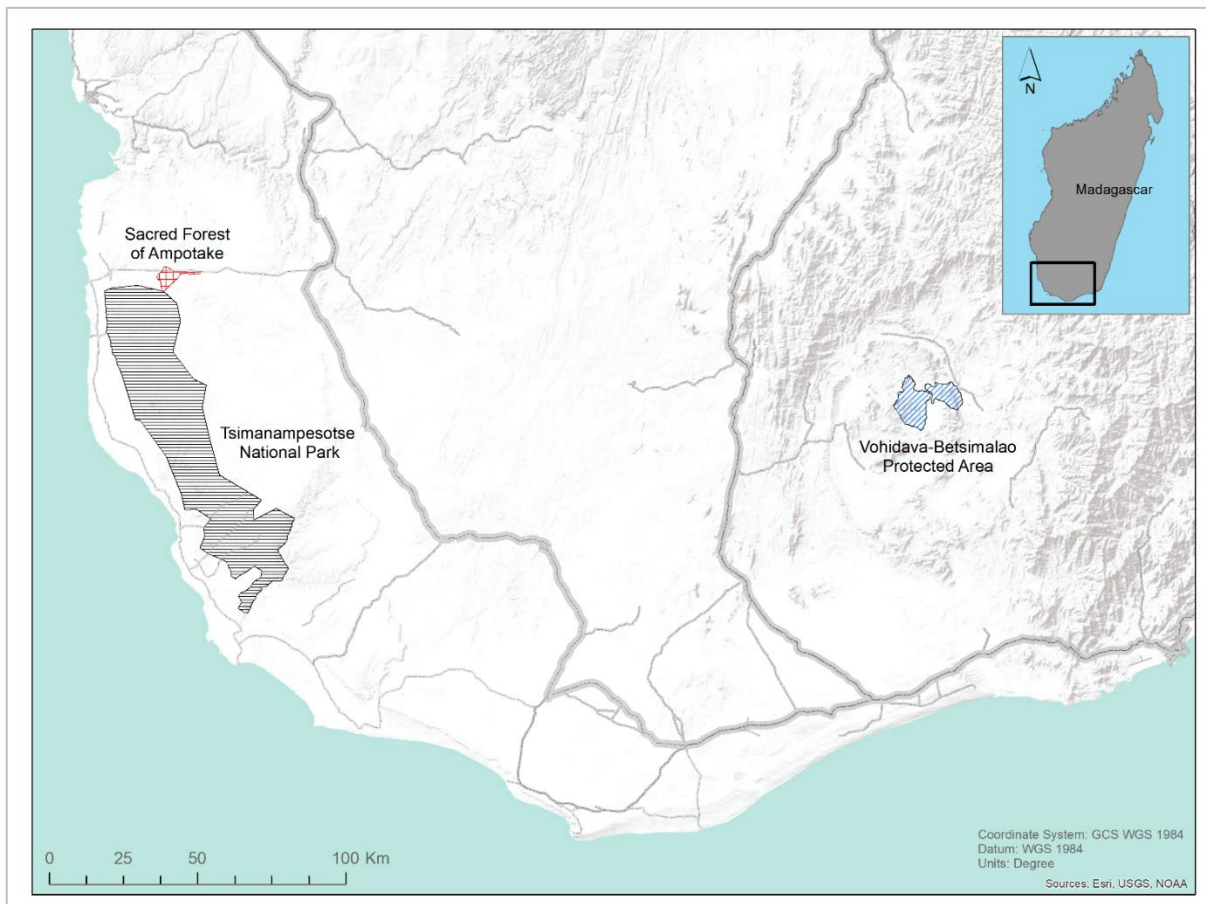 N
Madagascar
Sacred Forest
of Ampotake
Tsimanampesotse
National Park
Vohidava-Betsimalao
Protected Area
0 25 50 100 Km
Coordinate System: GCS WGS 1984
Datum: WGS 1984
Units: Degree
Sources: Esri, USGS, NOAA